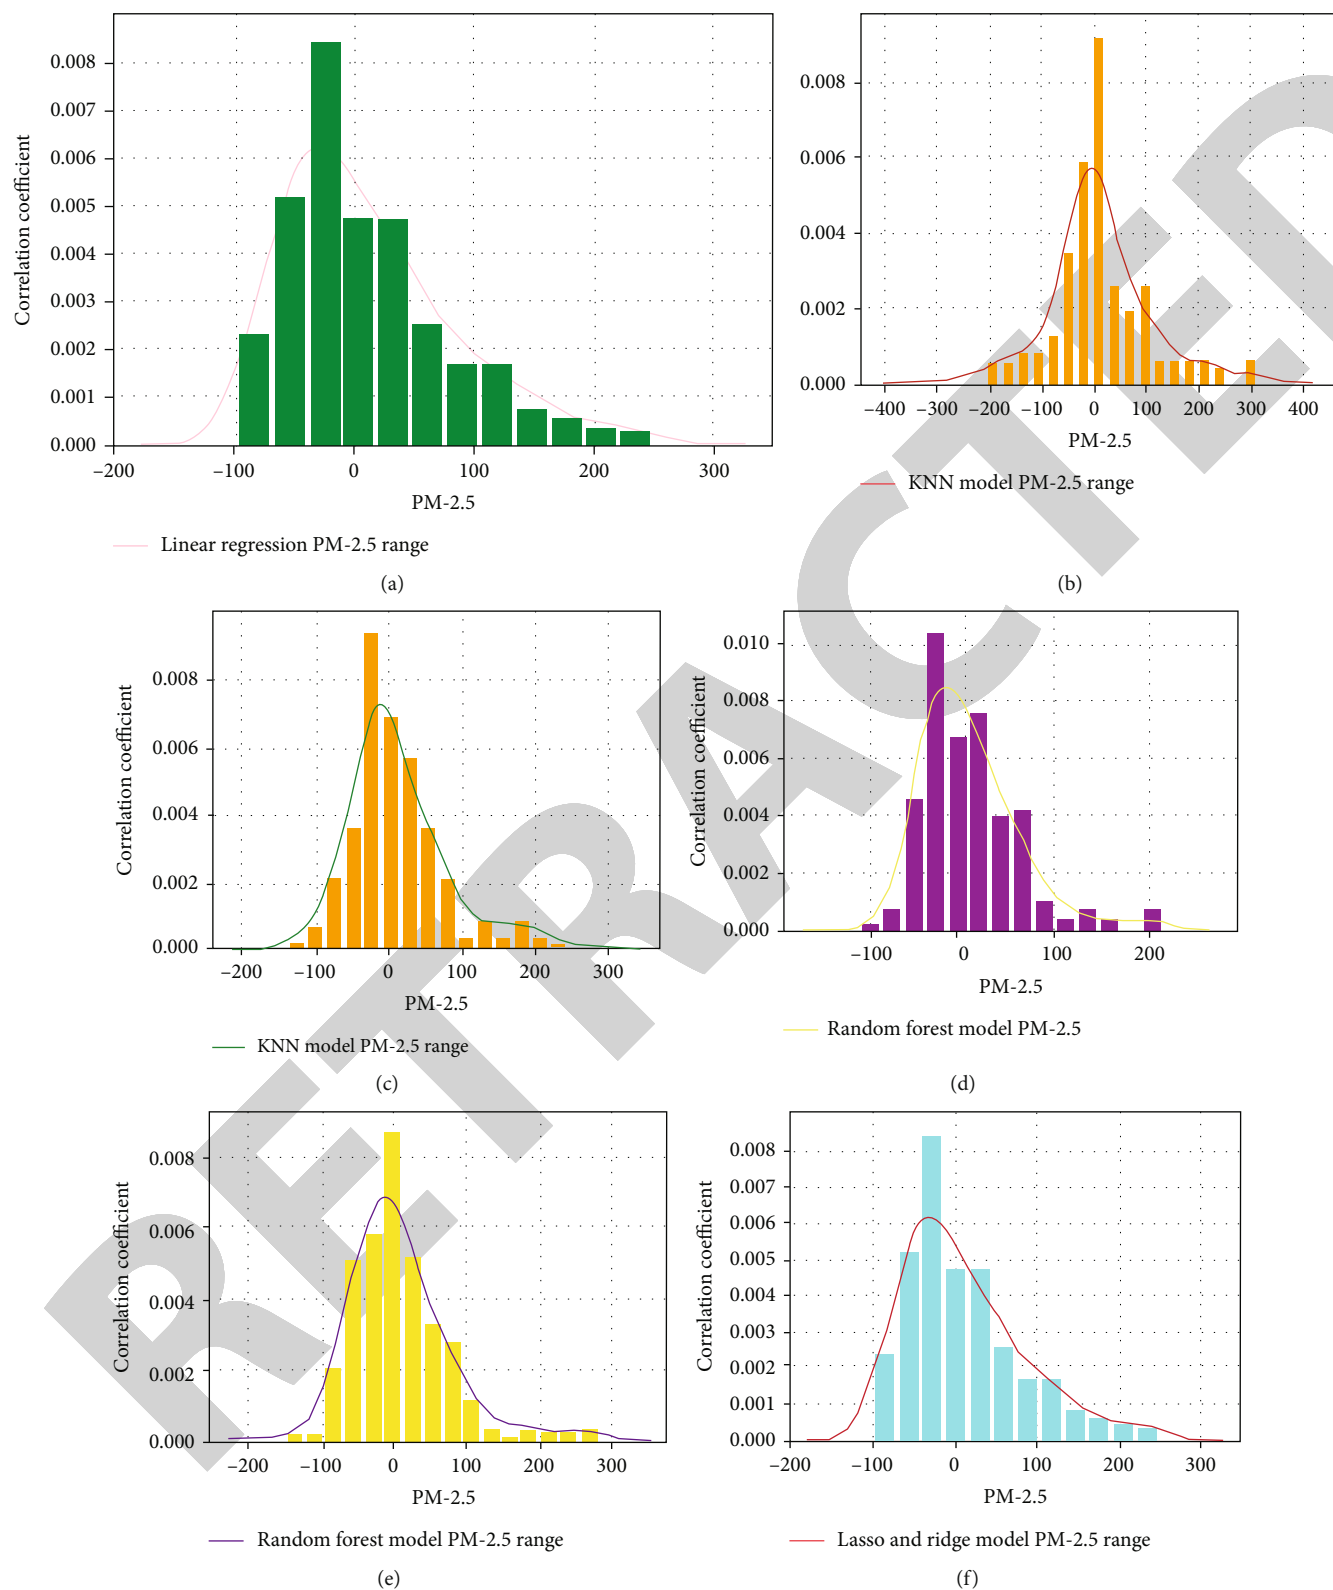 0.008
0.007
0.006
0.005
0.004
0.003
0.002
0.001
0.000
Correlation coefficient
–200 –100 0 100 200 300
PM-2.5
Linear regression PM-2.5 range
(a)
0.008
0.006
0.004
0.002
0.000
Correlation coefficient
–400 –300 –200 –100 0 100 200 300 400
PM-2.5
KNN model PM-2.5 range
(b)
0.008
0.006
0.004
0.002
0.000
Correlation coefficient
–200 –100 0 100 200 300
PM-2.5
KNN model PM-2.5 range
(c)
0.010
0.008
0.006
0.004
0.002
0.000
Correlation coefficient
–100 0 100 200
PM-2.5
Random forest model PM-2.5
(d)
0.008
0.006
0.004
0.002
0.000
Correlation coefficient
–200 –100 0 100 200 300
PM-2.5
Random forest model PM-2.5 range
(e)
0.008
0.007
0.006
0.005
0.004
0.003
0.002
0.001
0.000
Correlation coefficient
–200 –100 0 100 200 300
PM-2.5
Lasso and ridge model PM-2.5 range
(f)
RETRACTED